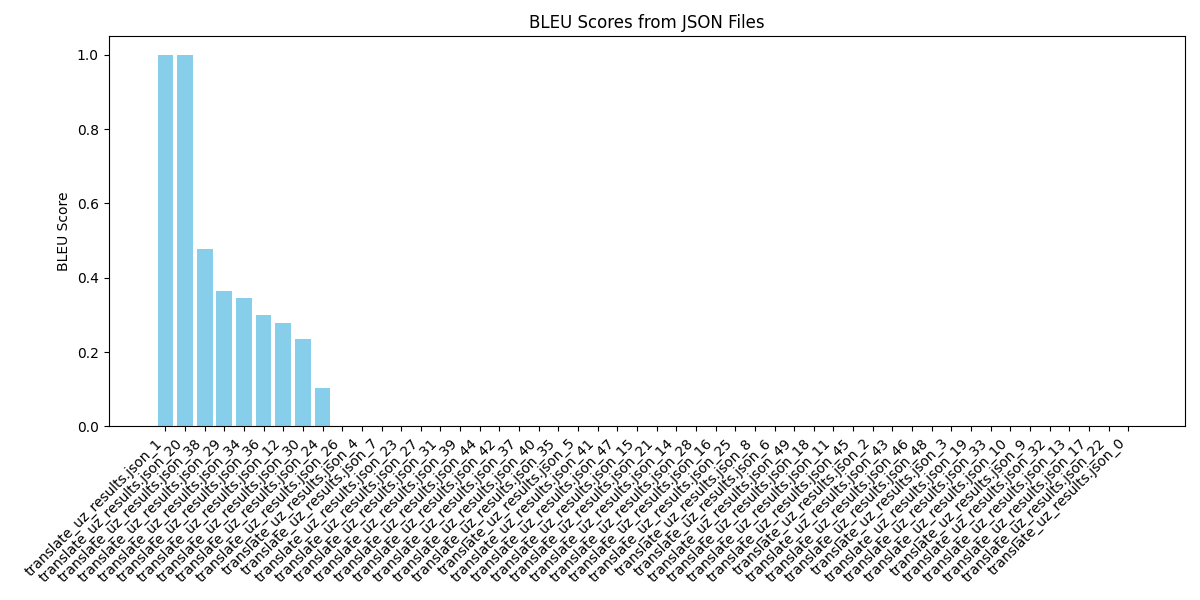 BLEU Scores from JSON Files
1.0
0.8
0.6
0.4
0.2
0.0
BLEU Score
translate_uz_results.json_1
translate_uz_results.json_20
translate_uz_results.json_38
translate_uz_results.json_29
translate_uz_results.json_34
translate_uz_results.json_36
translate_uz_results.json_12
translate_uz_results.json_30
translate_uz_results.json_24
translate_uz_results.json_26
translate_uz_results.json_4
translate_uz_results.json_7
translate_uz_results.json_23
translate_uz_results.json_27
translate_uz_results.json_31
translate_uz_results.json_39
translate_uz_results.json_44
translate_uz_results.json_42
translate_uz_results.json_37
translate_uz_results.json_40
translate_uz_results.json_35
translate_uz_results.json_5
translate_uz_results.json_41
translate_uz_results.json_47
translate_uz_results.json_15
translate_uz_results.json_21
translate_uz_results.json_14
translate_uz_results.json_28
translate_uz_results.json_16
translate_uz_results.json_25
translate_uz_results.json_8
translate_uz_results.json_6
translate_uz_results.json_49
translate_uz_results.json_18
translate_uz_results.json_11
translate_uz_results.json_45
translate_uz_results.json_2
translate_uz_results.json_43
translate_uz_results.json_46
translate_uz_results.json_48
translate_uz_results.json_3
translate_uz_results.json_19
translate_uz_results.json_33
translate_uz_results.json_10
translate_uz_results.json_9
translate_uz_results.json_32
translate_uz_results.json_13
translate_uz_results.json_17
translate_uz_results.json_22
translate_uz_results.json_0